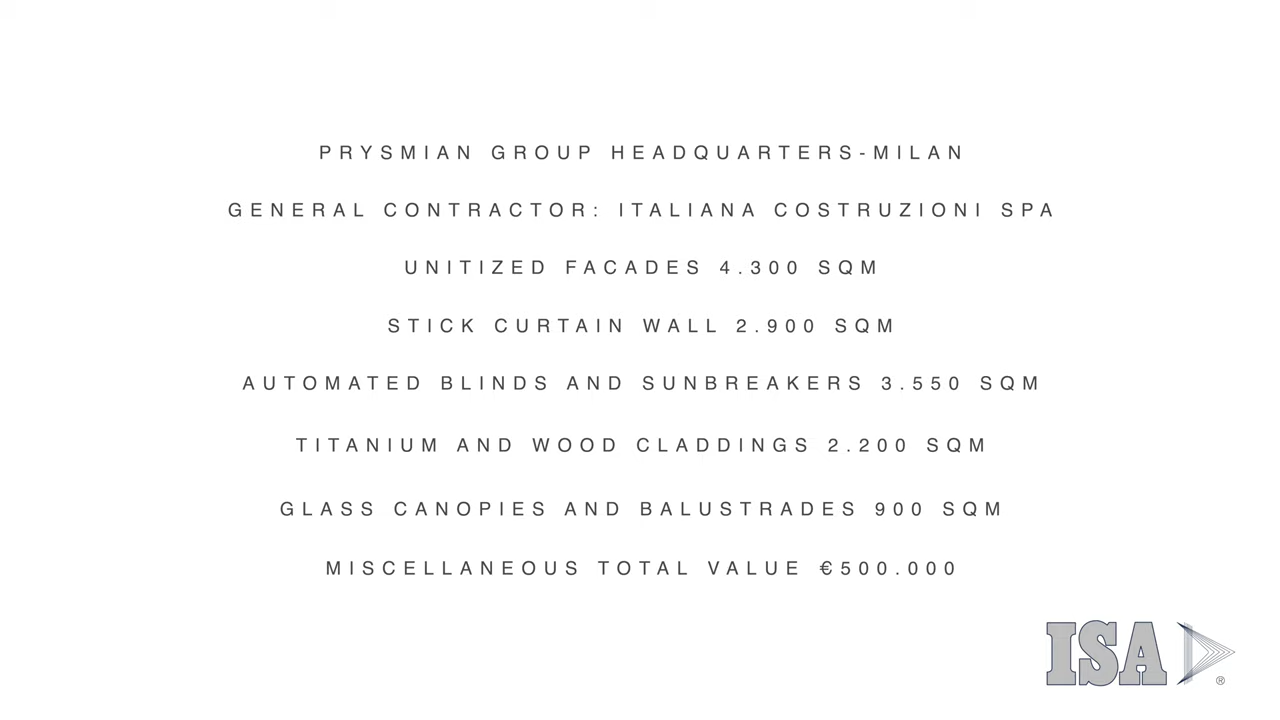 PRYSMIAN GROUP HEADQUARTERS-MILAN
GENERAL CONTRACTOR: ITALIANA COSTRUZIONI SPA
UNITIZED FACADES 4.300 SQM
STICK CURTAIN WALL 2.900 SQM
AUTOMATED BLINDS AND SUNBREAKERS 3.550 SQM
TITANIUM AND WOOD CLADDINGS 2.200 SQM
GLASS CANOPIES AND BALUSTRADES 900 SQM
MISCELLANEOUS TOTAL VALUE €500.000
ISA ®